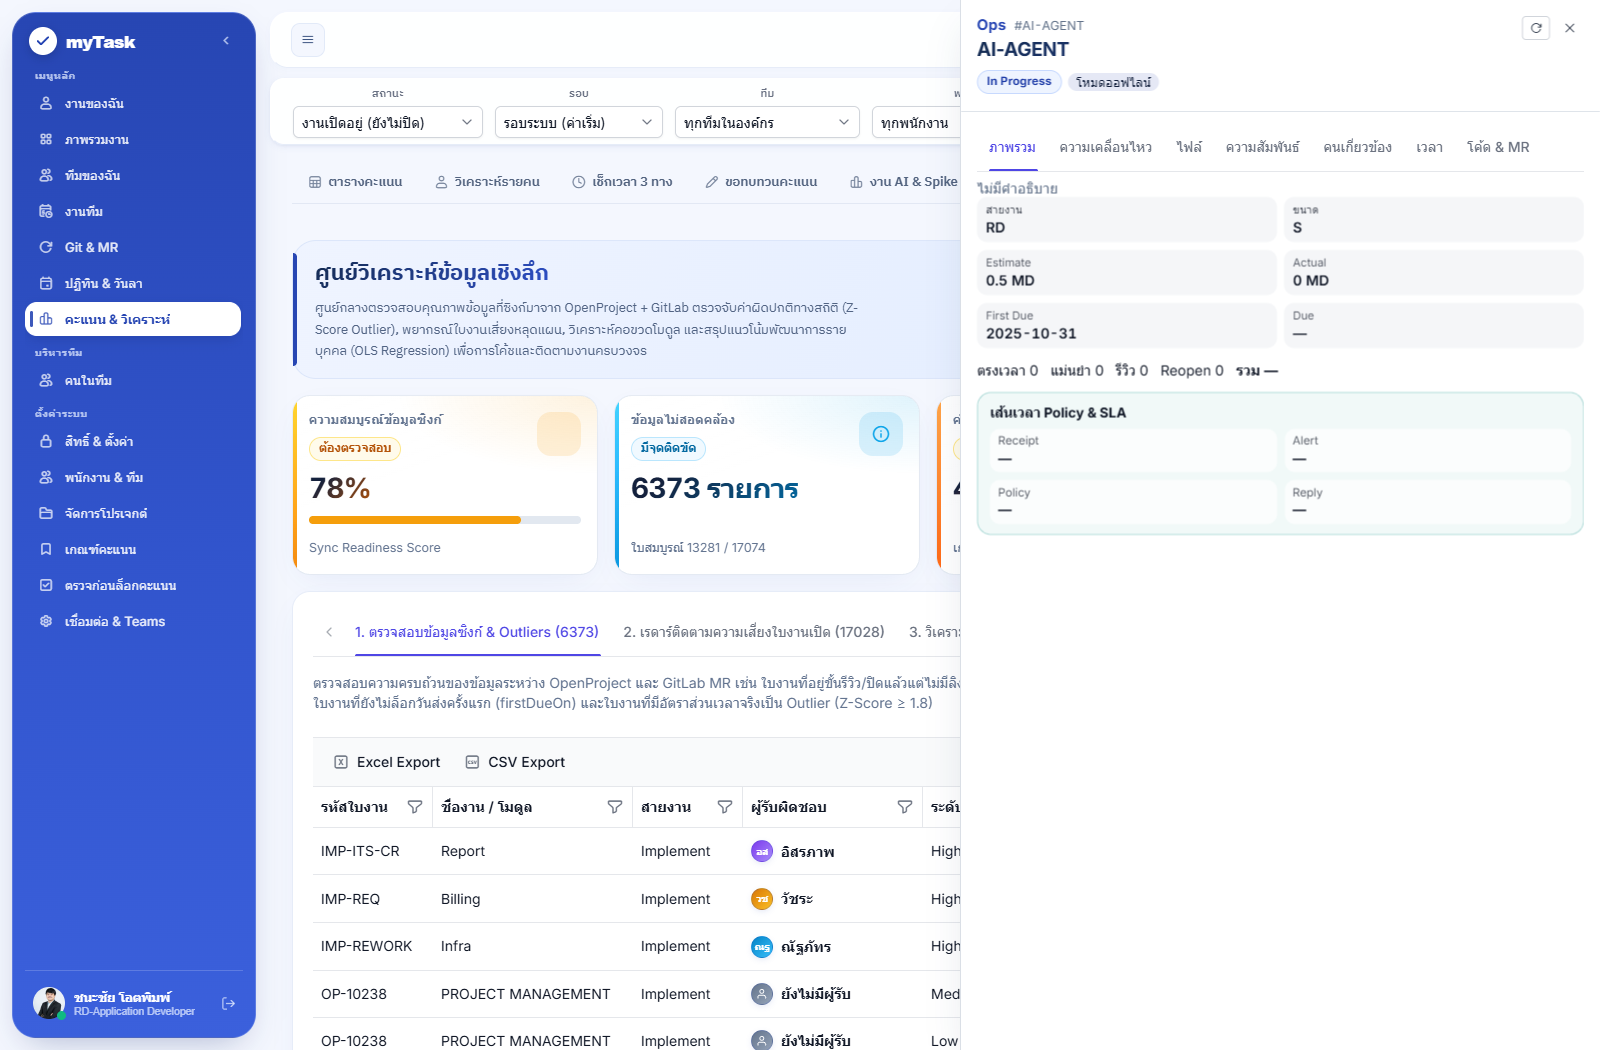 myTask
เมนูหลัก
งานของฉัน
ภาพรวมงาน
ทีมของฉัน
งานทีม
Git & MR
ปฏิทิน & วันลา
คะแนน & วิเคราะห์
บริหารทีม
คนในทีม
ตั้งค่าระบบ
สิทธิ์ & ตั้งค่า
พนักงาน & ทีม
จัดการโปรเจกต์
เกณฑ์คะแนน
ตรวจก่อนล็อกคะแนน
เชื่อมต่อ & Teams
ชนะชัย โอดพิมพ์
RD-Application Developer
สถานะ รอบ ทีม
งานเปิดอยู่ (ยังไม่ปิด) รอบระบบ (ค่าเริ่ม) ทุกทีมในองค์กร ทุกพนักงาน
ตารางคะแนน วิเคราะห์รายคน เช็กเวลา 3 ทาง ขอทบทวนคะแนน งาน AI & Spike
ศูนย์วิเคราะห์ข้อมูลเชิงลึก
ศูนย์กลางตรวจสอบคุณภาพข้อมูลที่ซิงก์มาจาก OpenProject + GitLab ตรวจจับค่าผิดปกติทางสถิติ (Z-
Score Outlier), พยากรณ์ใบงานเสี่ยงหลุดแผน, วิเคราะห์คอขวดโมดูล และสรุปแนวโน้มพัฒนาการราย
บุคคล (OLS Regression) เพื่อการโค้ชและติดตามงานครบวงจร
ความสมบูรณ์ข้อมูลซิงก์
ต้องตรวจสอบ
78%
Sync Readiness Score
ข้อมูลไม่สอดคล้อง
มีจุดติดขัด
6373 รายการ
ใบสมบูรณ์ 13281 / 17074
1. ตรวจสอบข้อมูลซิงก์ & Outliers (6373) 2. เรดาร์ติดตามความเสี่ยงใบงานเปิด (17028) 3. วิเคราะ
ตรวจสอบความครบถ้วนของข้อมูลระหว่าง OpenProject และ GitLab MR เช่น ใบงานที่อยู่ขั้นรีวิว/ปิดแล้วแต่ไม่มีลิง
ใบงานที่ยังไม่ล็อกวันส่งครั้งแรก (firstDueOn) และใบงานที่มีอัตราส่วนเวลาจริงเป็น Outlier (Z-Score ≥ 1.8)
Excel Export CSV Export
รหัสใบงาน ชื่องาน / โมดูล สายงาน ผู้รับผิดชอบ ระดับ
IMP-ITS-CR Report Implement อส อิสรภาพ High
IMP-REQ Billing Implement วช วัชระ High
IMP-REWORK Infra Implement ณฐ ณัฐภัทร High
OP-10238 PROJECT MANAGEMENT Implement ยังไม่มีผู้รับ Med
OP-10238 PROJECT MANAGEMENT Implement ยังไม่มีผู้รับ Low
Ops #AI-AGENT
AI-AGENT
In Progress โหมดออฟไลน์
ภาพรวม ความเคลื่อนไหว ไฟล์ ความสัมพันธ์ คนเกี่ยวข้อง เวลา โค้ด & MR
ไม่มีคำอธิบาย
สายงาน ขนาด
RD S
Estimate Actual
0.5 MD 0 MD
First Due Due
2025-10-31 —
ตรงเวลา 0 แม่นยำ 0 รีวิว 0 Reopen 0 รวม —
เส้นเวลา Policy & SLA
Receipt Alert
— —
Policy Reply
— —